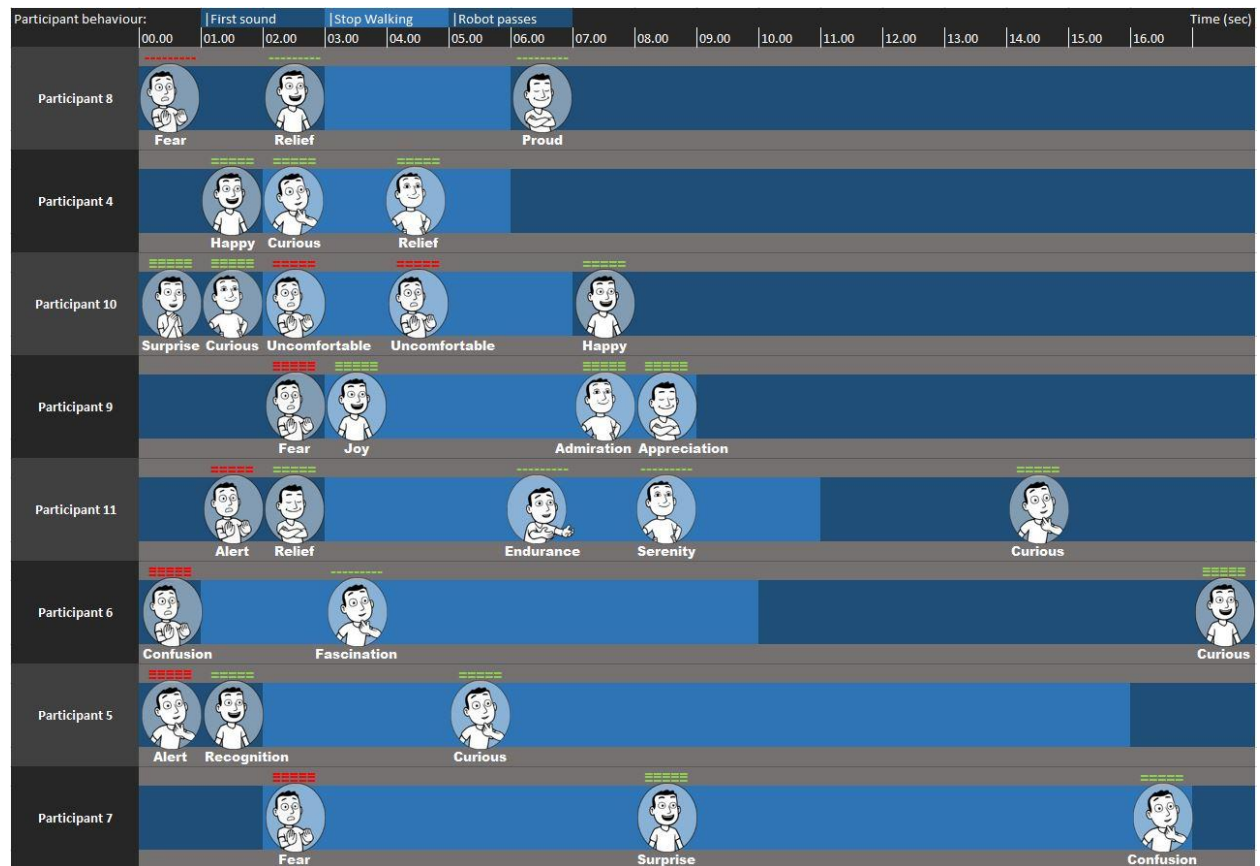 Participant behaviour: |First sound |Stop Walking |Robot passes Time (sec)
|00.00 |01.00 |02.00 |03.00 |04.00 |05.00 |06.00 |07.00 |08.00 |09.00 |10.00 |11.00 |12.00 |13.00 |14.00 |15.00 |16.00
Participant 8
Fear Relief Proud
Participant 4
Happy Curious Relief
Participant 10
Surprise Curious Uncomfortable Uncomfortable Happy
Participant 9
Fear Joy Admiration Appreciation
Participant 11
Alert Relief Endurance Serenity Curious
Participant 6
Confusion Fascination Curious
Participant 5
Alert Recognition Curious
Participant 7
Fear Surprise Confusion